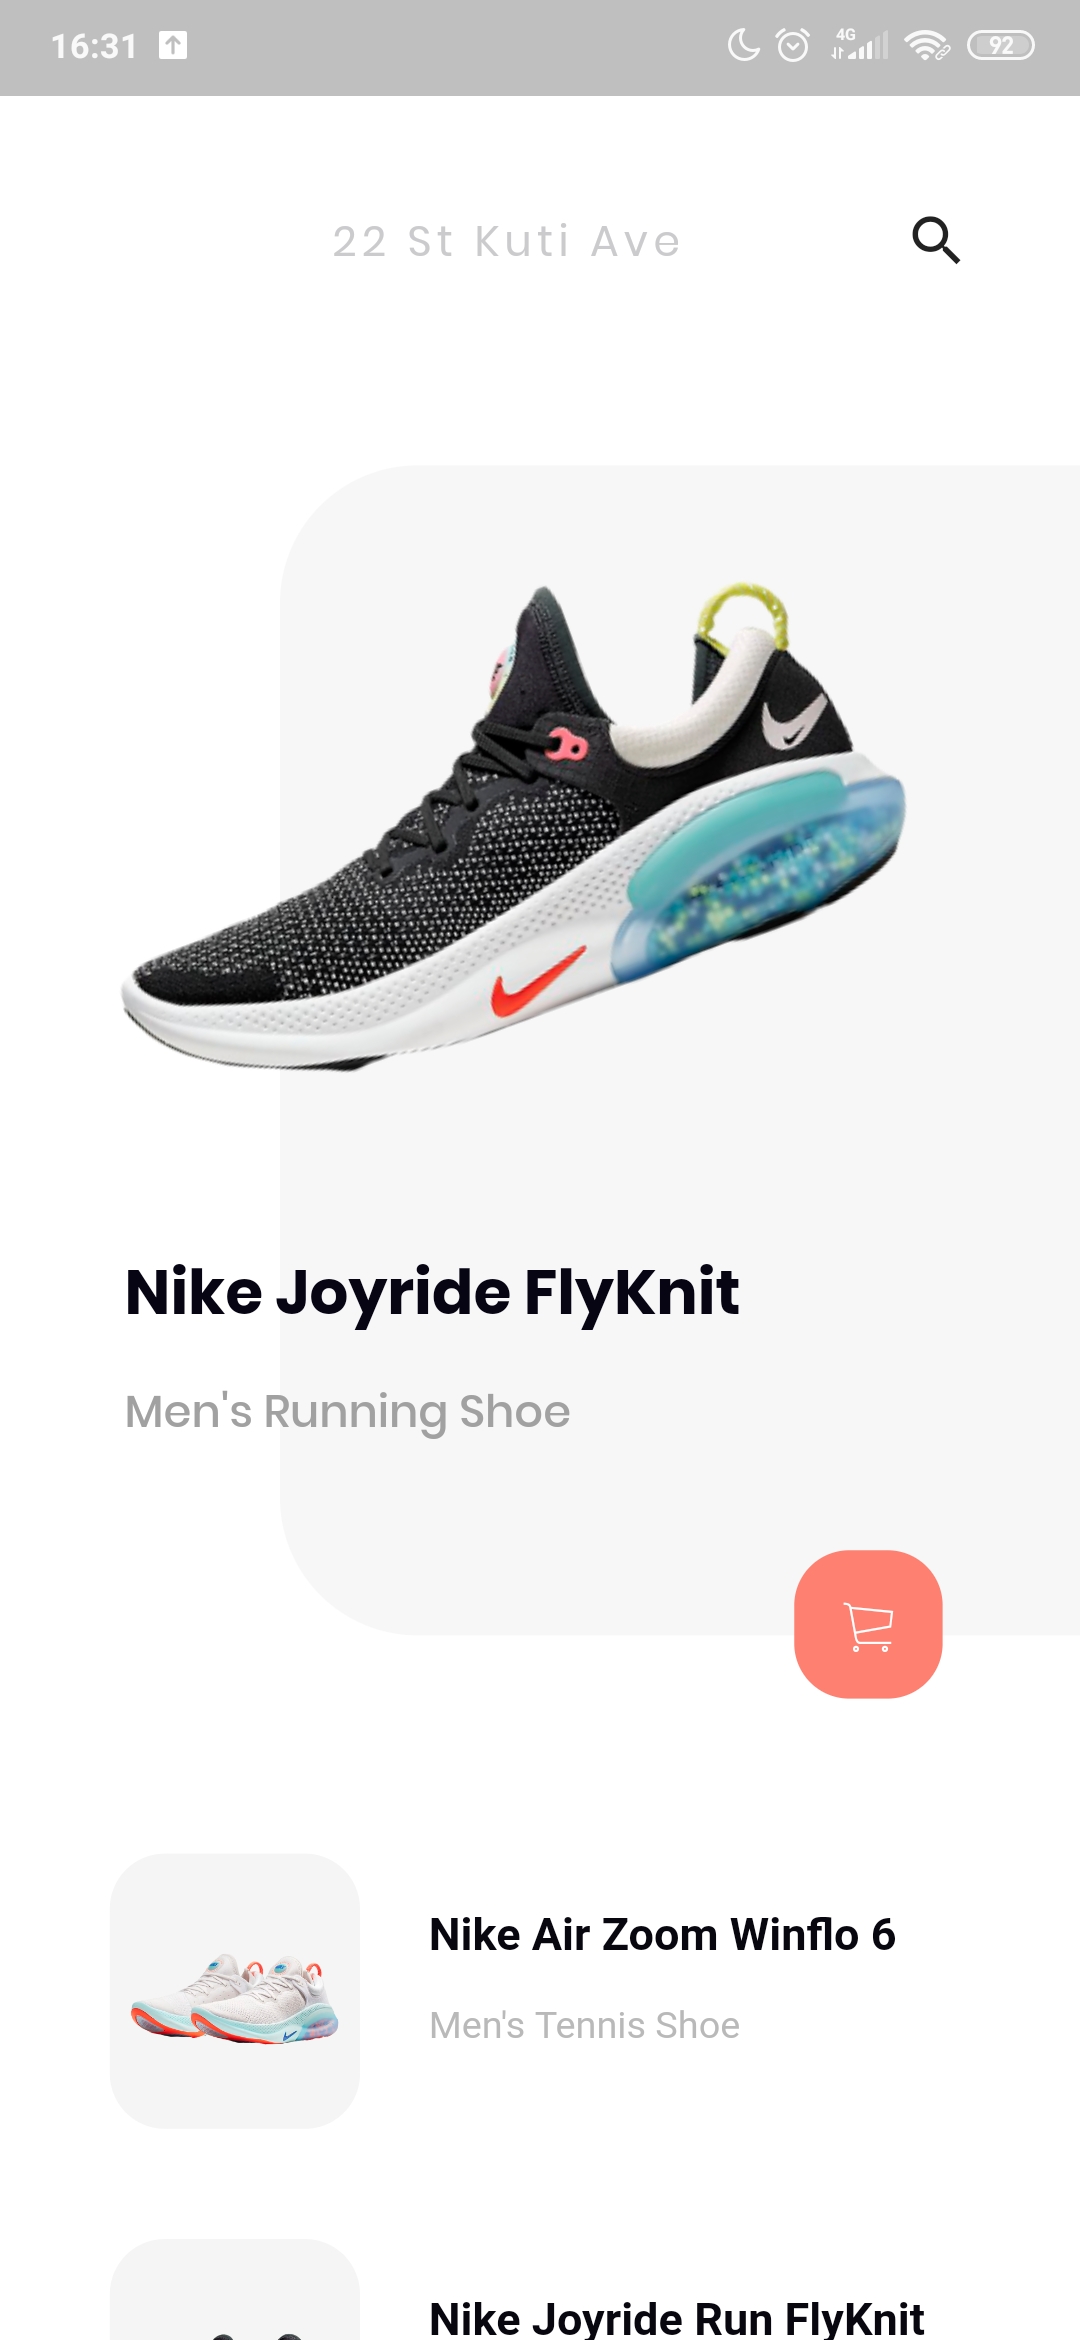 16:31
4G
92
22 St Kuti Ave
Nike Joyride FlyKnit
Men's Running Shoe
Nike Air Zoom Winflo 6
Men's Tennis Shoe
Nike Joyride Run FlyKnit